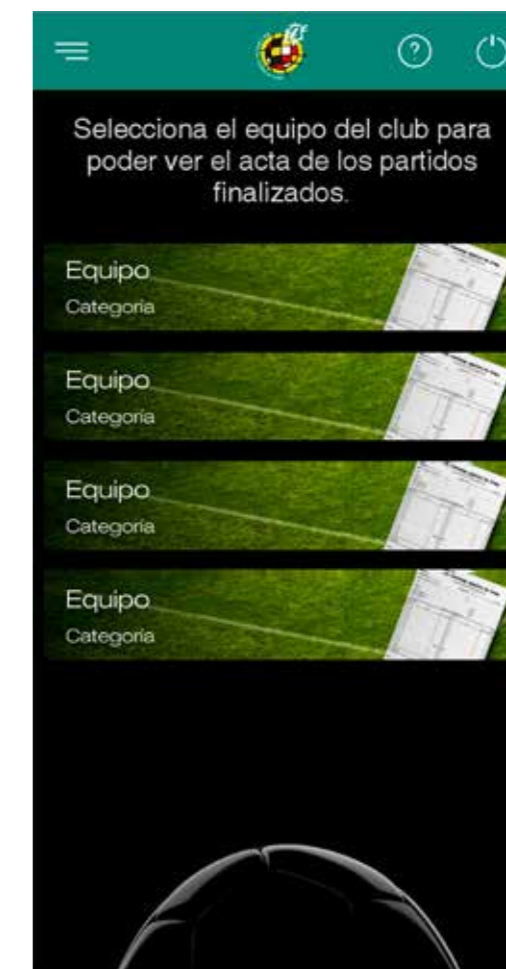 Selecciona el equipo del club para
poder ver el acta de los partidos
finalizados.
Equipo
Categoría
Equipo
Categoría
Equipo
Categoría
Equipo
Categoría